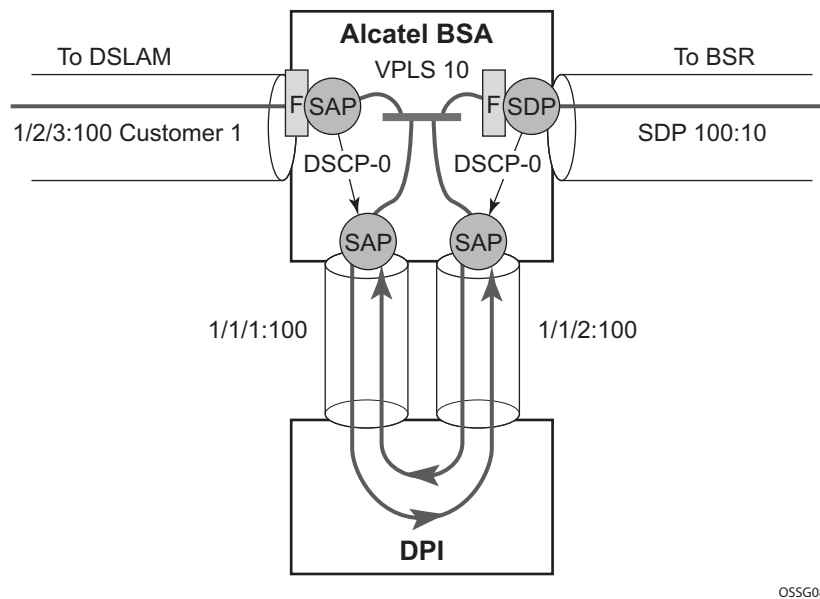 Alcatel BSA
To DSLAM
VPLS 10
To BSR
F
SAP
F
SDP
1/2/3:100 Customer 1
SDP 100:10
DSCP-0
DSCP-0
SAP
SAP
1/1/1:100
1/1/2:100
DPI